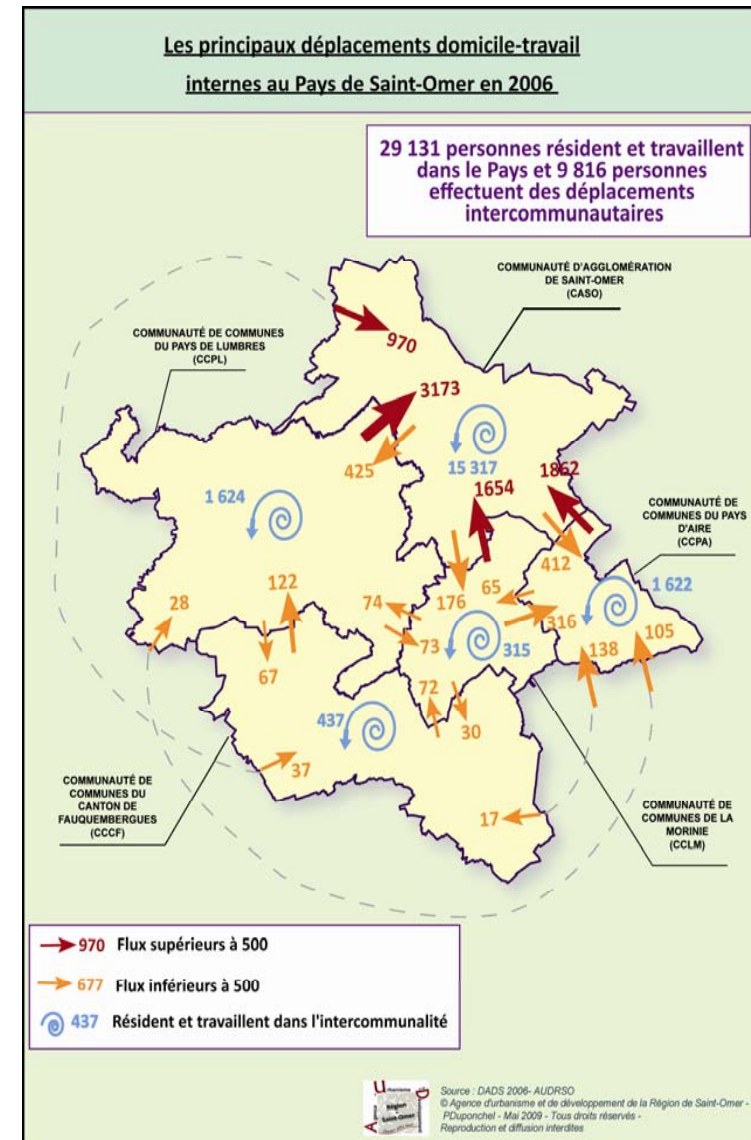 Les principaux déplacements domicile-travail
internes au Pays de Saint-Omer en 2006
29 131 personnes résident et travaillent
dans le Pays et 9 816 personnes
effectuent des déplacements
intercommunautaires
COMMUNAUTÉ D'AGGLOMÉRATION
DE SAINT-OMER
(CASO)
COMMUNAUTÉ DE COMMUNES
DU PAYS DE LUMBRES
(CCPL)
970
3173
425
15 317
1862
1654
1 624
COMMUNAUTÉ DE
COMMUNES DU PAYS
D'AIRE
(CCPA)
412
1 622
28
122
74
176
65
316
105
73
315
138
67
72
437
30
37
17
COMMUNAUTÉ DE
COMMUNES DU
CANTON DE
FAUQUEMBERGUES
(CCCF)
COMMUNAUTÉ DE
COMMUNES DE LA
MORINIE
(CCLM)
970 Flux supérieurs à 500
677 Flux inférieurs à 500
437 Résident et travaillent dans l'intercommunalité
Agence
Urbanisme
D
Région
Saint-Omer
Source : DADS 2006- AUDRSO
© Agence d'urbanisme et de développement de la Région de Saint-Omer -
PDuponchel - Mai 2009 - Tous droits réservés -
Reproduction et diffusion interdites